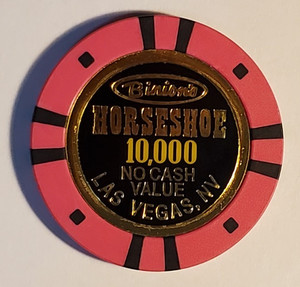 Binion's
HORSESHOE
10,000
NO CASH
VALUE
LAS VEGAS, NV